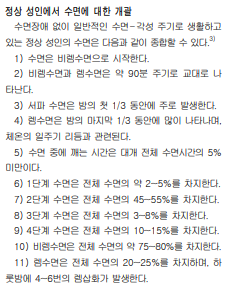 정상 성인에서 수면에 대한 개괄
수면장애 없이 일반적인 수면-각성 주기로 생활하고
있는 정상 성인의 수면은 다음과 같이 종합할 수 있다.3)
1) 수면은 비렘수면으로 시작한다.
2) 비렘수면과 렘수면은 약 90분 주기로 교대로 나
타난다.
3) 서파 수면은 밤의 첫 1/3 동안에 주로 발생한다.
4) 렘수면은 밤의 마지막 1/3 동안에 많이 나타나며,
체온의 일주기 리듬과 관련된다.
5) 수면 중에 깨는 시간은 대개 전체 수면시간의 5%
미만이다.
6) 1단계 수면은 전체 수면의 약 2-5%를 차지한다.
7) 2단계 수면은 전체 수면의 45-55%를 차지한다.
8) 3단계 수면은 전체 수면의 3-8%를 차지한다.
9) 4단계 수면은 전체 수면의 10-15%를 차지한다.
10) 비렘수면은 전체 수면의 약 75-80%를 차지한다.
11) 렘수면은 전체 수면의 20-25%를 차지하며, 하
룻밤에 4-6번의 렘삽화가 발생한다.